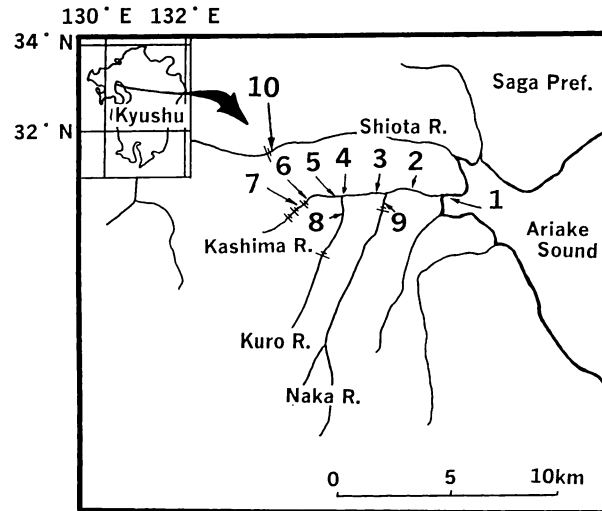 130° E 132° E
34° N
32° N
Kyushu
Saga Pref.
10
Shiota R.
6 5 4 3 2
7
1
8
9
Kashima R.
Ariake
Sound
Kuro R.
Naka R.
0 5 10km